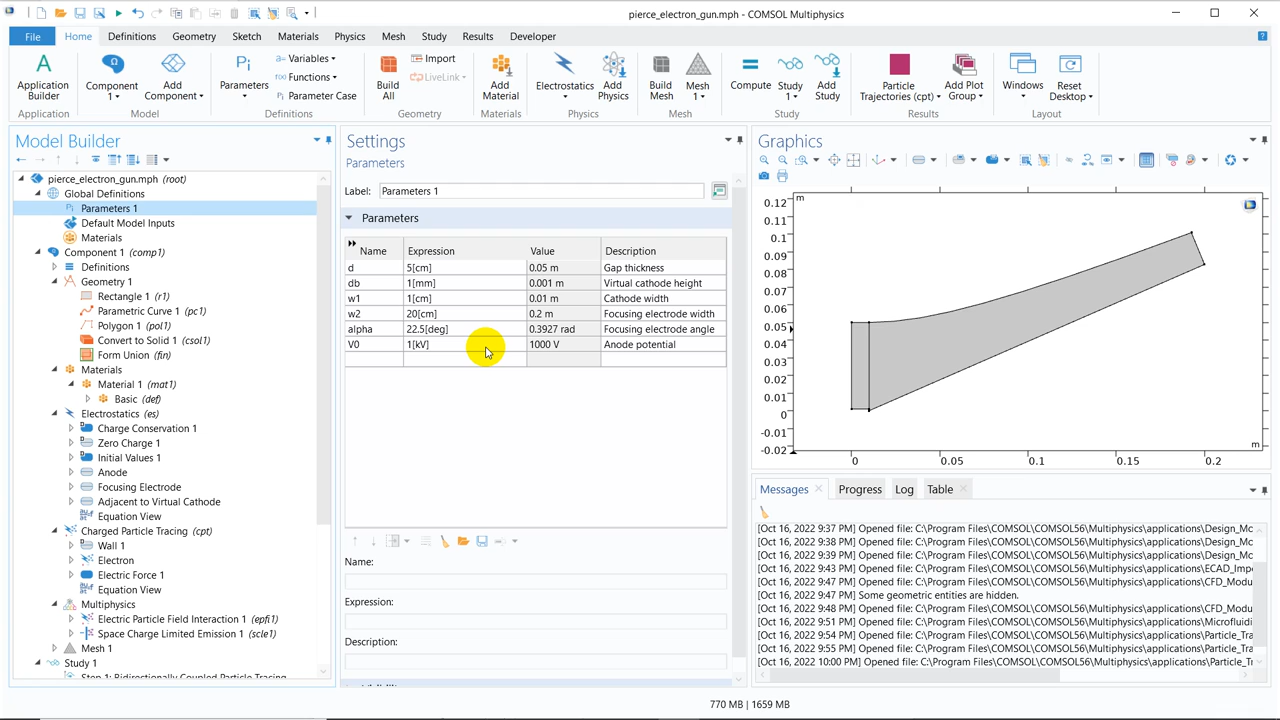 pierce_electron_gun.mph - COMSOL Multiphysics
File Home Definitions Geometry Sketch Materials Physics Mesh Study Results Developer
Application Builder
Component 1
Add Component
Parameters
a= Variables
f(x) Functions
Pi Parameter Case
Build All
Import
LiveLink
Add Material
Electrostatics
Add Physics
Build Mesh
Mesh 1
Compute
Study 1
Add Study
Particle Trajectories (cpt)
Add Plot Group
Windows
Reset Desktop
Application Model Definitions Geometry Materials Physics Mesh Study Results Layout
Model Builder
pierce_electron_gun.mph (root)
Global Definitions
Pi Parameters 1
Default Model Inputs
Materials
Component 1 (comp1)
Definitions
Geometry 1
Rectangle 1 (r1)
Parametric Curve 1 (pc1)
Polygon 1 (pol1)
Convert to Solid 1 (csol1)
Form Union (fin)
Materials
Material 1 (mat1)
Basic (def)
Electrostatics (es)
Charge Conservation 1
Zero Charge 1
Initial Values 1
Anode
Focusing Electrode
Adjacent to Virtual Cathode
Equation View
Charged Particle Tracing (cpt)
Wall 1
Electron
Electric Force 1
Equation View
Multiphysics
Electric Particle Field Interaction 1 (epfi1)
Space Charge Limited Emission 1 (scle1)
Mesh 1
Study 1
Step 1: Bidirectionally Coupled Particle Tracing
Settings
Parameters
Label: Parameters 1
Parameters
Name Expression Value Description
d 5[cm] 0.05 m Gap thickness
db 1[mm] 0.001 m Virtual cathode height
w1 1[cm] 0.01 m Cathode width
w2 20[cm] 0.2 m Focusing electrode width
alpha 22.5[deg] 0.3927 rad Focusing electrode angle
V0 1[kV] 1000 V Anode potential
Name:
Expression:
Description:
Graphics
m
0.12
0.11
0.1
0.09
0.08
0.07
0.06
0.05
0.04
0.03
0.02
0.01
0
-0.01
-0.02
m
0 0.05 0.1 0.15 0.2
Messages Progress Log Table
[Oct 16, 2022 9:37 PM] Opened file: C:\Program Files\COMSOL\COMSOL56\Multiphysics\applications\Design_Mo
[Oct 16, 2022 9:38 PM] Opened file: C:\Program Files\COMSOL\COMSOL56\Multiphysics\applications\Design_Mo
[Oct 16, 2022 9:39 PM] Opened file: C:\Program Files\COMSOL\COMSOL56\Multiphysics\applications\Design_Mo
[Oct 16, 2022 9:43 PM] Opened file: C:\Program Files\COMSOL\COMSOL56\Multiphysics\applications\ECAD_Imp
[Oct 16, 2022 9:47 PM] Opened file: C:\Program Files\COMSOL\COMSOL56\Multiphysics\applications\CFD_Modu
[Oct 16, 2022 9:47 PM] Some geometric entities are hidden.
[Oct 16, 2022 9:48 PM] Opened file: C:\Program Files\COMSOL\COMSOL56\Multiphysics\applications\CFD_Modu
[Oct 16, 2022 9:51 PM] Opened file: C:\Program Files\COMSOL\COMSOL56\Multiphysics\applications\Microfluidi
[Oct 16, 2022 9:54 PM] Opened file: C:\Program Files\COMSOL\COMSOL56\Multiphysics\applications\Particle_Tra
[Oct 16, 2022 9:55 PM] Opened file: C:\Program Files\COMSOL\COMSOL56\Multiphysics\applications\Particle_Tra
[Oct 16, 2022 10:00 PM] Opened file: C:\Program Files\COMSOL\COMSOL56\Multiphysics\applications\Particle_T
770 MB | 1659 MB